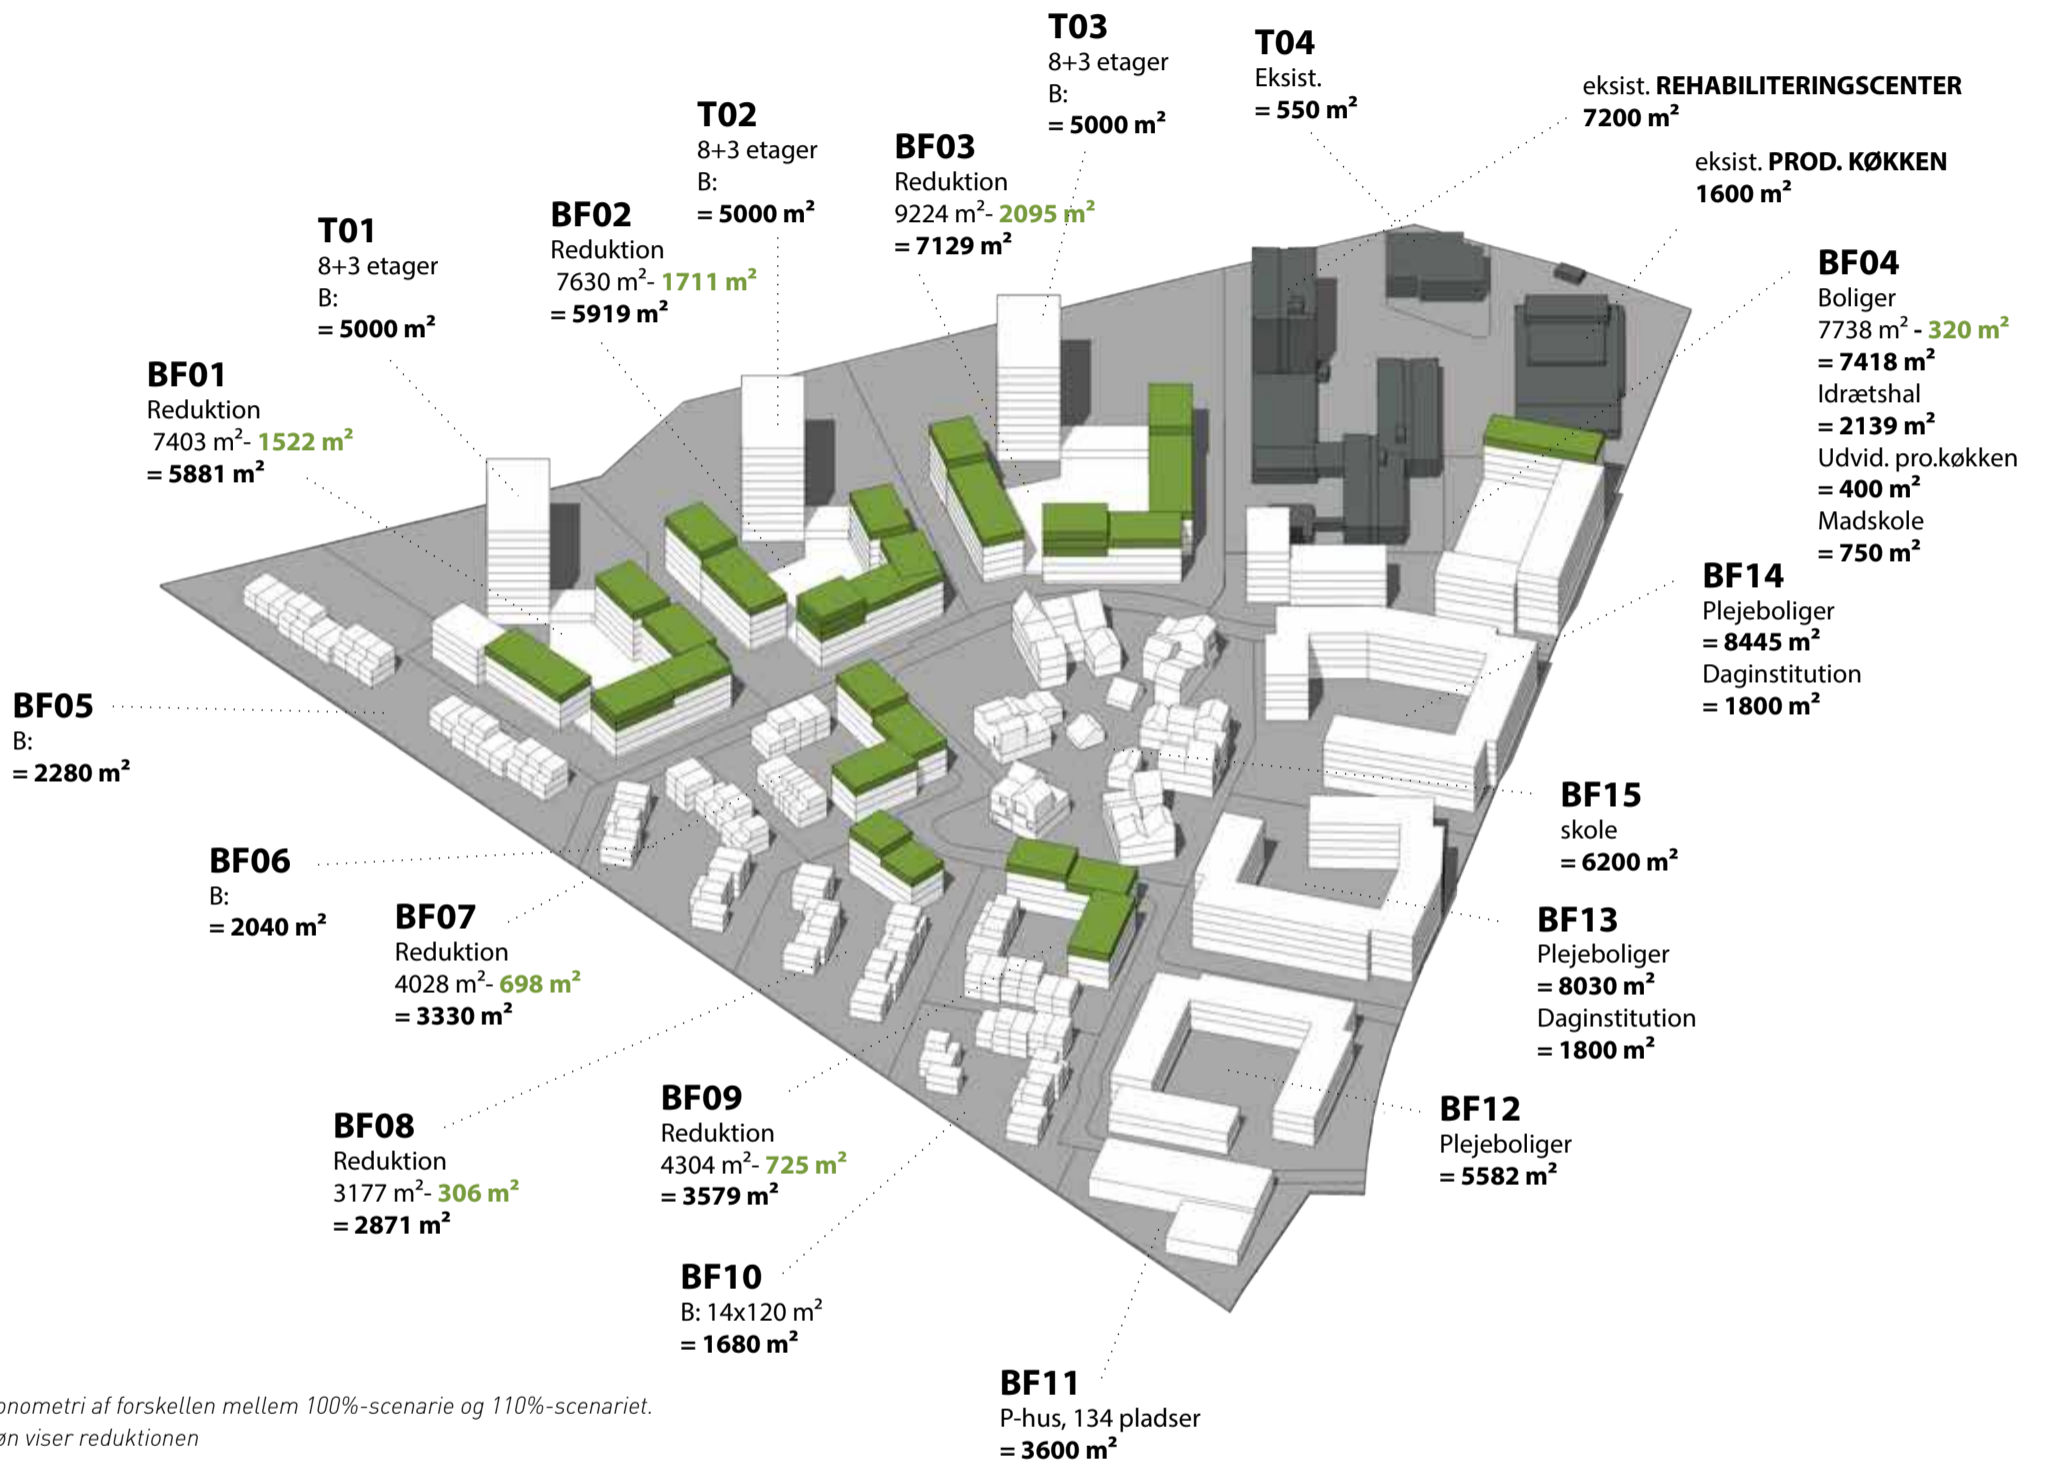 T03
8+3 etager
B:
= 5000 m²
T04
Eksist.
= 550 m²
eksist. REHABILITERINGSCENTER
7200 m²
eksist. PROD. KØKKEN
1600 m²
T02
8+3 etager
B:
= 5000 m²
BF03
Reduktion
9224 m²- 2095 m²
= 7129 m²
BF02
Reduktion
7630 m²- 1711 m²
= 5919 m²
T01
8+3 etager
B:
= 5000 m²
BF01
Reduktion
7403 m²- 1522 m²
= 5881 m²
BF04
Boliger
7738 m² - 320 m²
= 7418 m²
Idrætshal
= 2139 m²
Udvid. pro.køkken
= 400 m²
Madskole
= 750 m²
BF14
Plejeboliger
= 8445 m²
Daginstitution
= 1800 m²
BF05
B:
= 2280 m²
BF15
skole
= 6200 m²
BF06
B:
= 2040 m²
BF07
Reduktion
4028 m²- 698 m²
= 3330 m²
BF13
Plejeboliger
= 8030 m²
Daginstitution
= 1800 m²
BF08
Reduktion
3177 m²- 306 m²
= 2871 m²
BF09
Reduktion
4304 m²- 725 m²
= 3579 m²
BF12
Plejeboliger
= 5582 m²
BF10
B: 14x120 m²
= 1680 m²
BF11
P-hus, 134 pladser
= 3600 m²
onometri af forskellen mellem 100%-scenarie og 110%-scenariet.
øn viser reduktionen